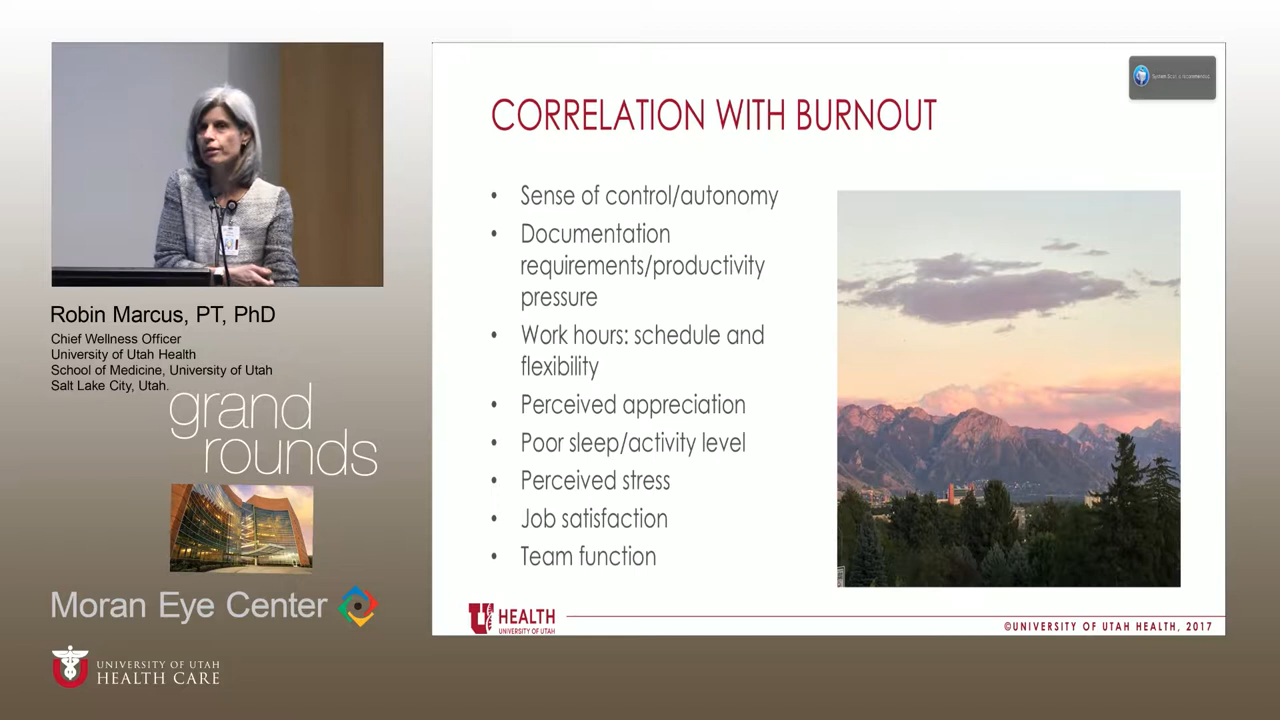 CORRELATION WITH BURNOUT
• Sense of control/autonomy
• Documentation
requirements/productivity
pressure
• Work hours: schedule and
flexibility
• Perceived appreciation
• Poor sleep/activity level
• Perceived stress
• Job satisfaction
• Team function
U HEALTH
UNIVERSITY OF UTAH
©UNIVERSITY OF UTAH HEALTH, 2017
Robin Marcus, PT, PhD
Chief Wellness Officer
University of Utah Health
School of Medicine, University of Utah
Salt Lake City, Utah.
grand
rounds
Moran Eye Center
UNIVERSITY OF UTAH
HEALTH CARE